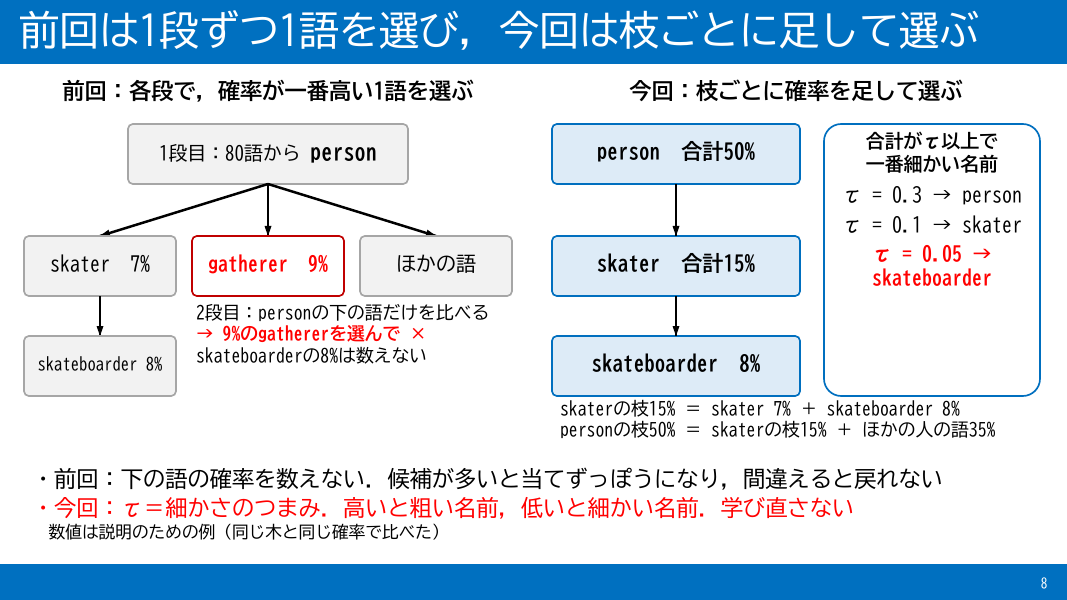 前回は1段ずつ1語を選び，今回は枝ごとに足して選ぶ
前回：各段で，確率が一番高い1語を選ぶ
1段目：80語から person
skater 7%
gatherer 9%
ほかの語
2段目：personの下の語だけを比べる
→ 9%のgathererを選んで ×
skateboarderの8%は数えない
skateboarder 8%
今回：枝ごとに確率を足して選ぶ
person 合計50%
skater 合計15%
skateboarder 8%
skaterの枝15% ＝ skater 7% ＋ skateboarder 8%
personの枝50% ＝ skaterの枝15% ＋ ほかの人の語35%
合計がτ以上で
一番細かい名前
τ = 0.3 → person
τ = 0.1 → skater
τ = 0.05 →
skateboarder
・前回：下の語の確率を数えない．候補が多いと当てずっぽうになり，間違えると戻れない
・今回：τ＝細かさのつまみ．高いと粗い名前，低いと細かい名前．学び直さない
数値は説明のための例（同じ木と同じ確率で比べた）
8